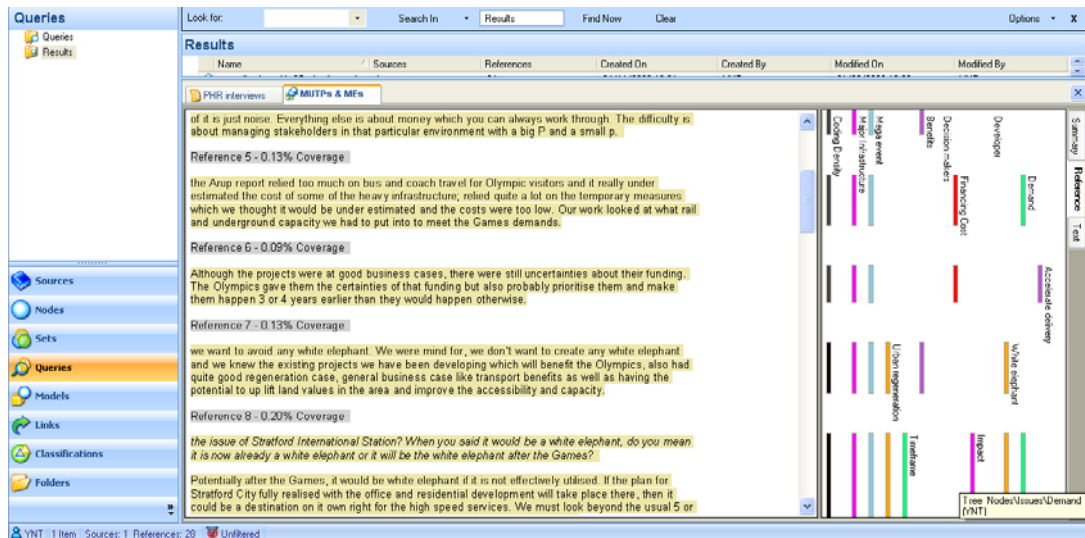 Queries
Queries
Results
Sources
Nodes
Sets
Queries
Models
Links
Classifications
Folders
Look for:
Search In
Results
Find Now
Clear
Options
X
Results
Name
Sources
References
Created On
Created By
Modified On
Modified By
PHR interviews
MUTPs & MEs
of it is just noise. Everything else is about money which you can always work through. The difficulty is
about managing stakeholders in that particular environment with a big P and a small p.
Reference 5 - 0.13% Coverage
the Arup report relied too much on bus and coach travel for Olympic visitors and it really under
estimated the cost of some of the heavy infrastructure; relied quite a lot on the temporary measures
which we thought it would be under estimated and the costs were too low. Our work looked at what rail
and underground capacity we had to put into to meet the Games demands.
Reference 6 - 0.09% Coverage
Although the projects were at good business cases, there were still uncertainties about their funding.
The Olympics gave them the certainties of that funding but also probably prioritise them and make
them happen 3 or 4 years earlier than they would happen otherwise.
Reference 7 - 0.13% Coverage
we want to avoid any white elephant. We were mind for, we don't want to create any white elephant
and we knew the existing projects we have been developing which will benefit the Olympics, also had
quite good regeneration case, general business case like transport benefits as well as having the
potential to up lift land values in the area and improve the accessibility and capacity.
Reference 8 - 0.20% Coverage
the issue of Stratford International Station? When you said it would be a white elephant, do you mean
it is now already a white elephant or it will be the white elephant after the Games?
Potentially after the Games, it would be white elephant if it is not effectively utilised. If the plan for
Stratford City fully realised with the office and residential development will take place there, then it
could be a destination on it own right for the high speed services. We must look beyond the usual 5 or
Coding Density
Major Infrastructure
Mega event
Urban regeneration
Timeframe
Benefits
Decision makers
Financing Cost
Impact
Developer
White elephant
Demand
Accelerate delivery
Summary
Reference
Text
Tree Nodes\Issues\Demand
(YNT)
YNT
1 Item
Sources: 1
References: 28
Unfiltered